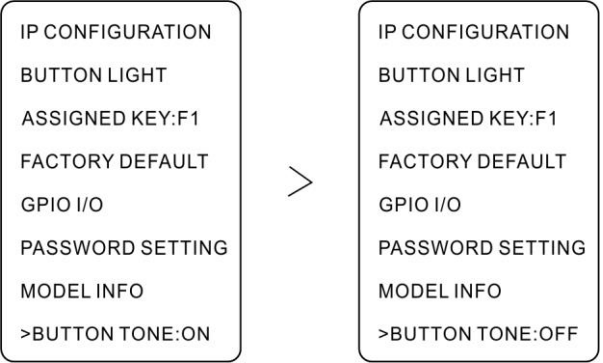 IP CONFIGURATION
BUTTON LIGHT
ASSIGNED KEY:F1
FACTORY DEFAULT
GPIO I/O
PASSWORD SETTING
MODEL INFO
>BUTTON TONE:ON
>
IP CONFIGURATION
BUTTON LIGHT
ASSIGNED KEY:F1
FACTORY DEFAULT
GPIO I/O
PASSWORD SETTING
MODEL INFO
>BUTTON TONE:OFF